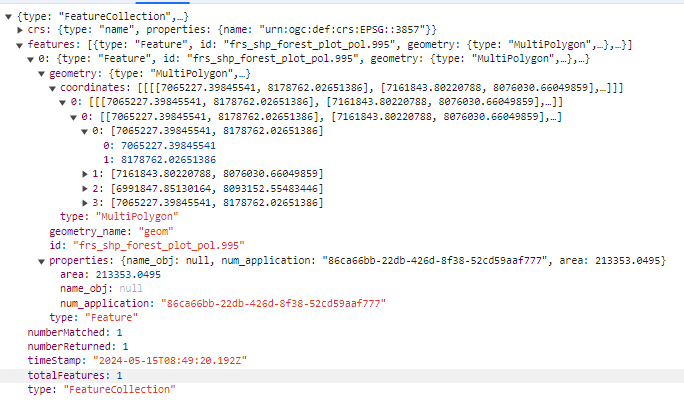 {type: "FeatureCollection",…}
crs: {type: "name", properties: {name: "urn:ogc:def:crs:EPSG::3857"}}
features: [{type: "Feature", id: "frs_shp_forest_plot_pol.995", geometry: {type: "MultiPolygon",…},…}]
0: {type: "Feature", id: "frs_shp_forest_plot_pol.995", geometry: {type: "MultiPolygon",…},…}
geometry: {type: "MultiPolygon",…}
coordinates: [[[[7065227.39845541, 8178762.02651386], [7161843.80220788, 8076030.66049859],…]]]
0: [[[7065227.39845541, 8178762.02651386], [7161843.80220788, 8076030.66049859],…]]
0: [[7065227.39845541, 8178762.02651386], [7161843.80220788, 8076030.66049859],…]
0: [7065227.39845541, 8178762.02651386]
0: 7065227.39845541
1: 8178762.02651386
1: [7161843.80220788, 8076030.66049859]
2: [6991847.85130164, 8093152.55483446]
3: [7065227.39845541, 8178762.02651386]
type: "MultiPolygon"
geometry_name: "geom"
id: "frs_shp_forest_plot_pol.995"
properties: {name_obj: null, num_application: "86ca66bb-22db-426d-8f38-52cd59aaf777", area: 213353.0495}
area: 213353.0495
name_obj: null
num_application: "86ca66bb-22db-426d-8f38-52cd59aaf777"
type: "Feature"
numberMatched: 1
numberReturned: 1
timeStamp: "2024-05-15T08:49:20.192Z"
totalFeatures: 1
type: "FeatureCollection"